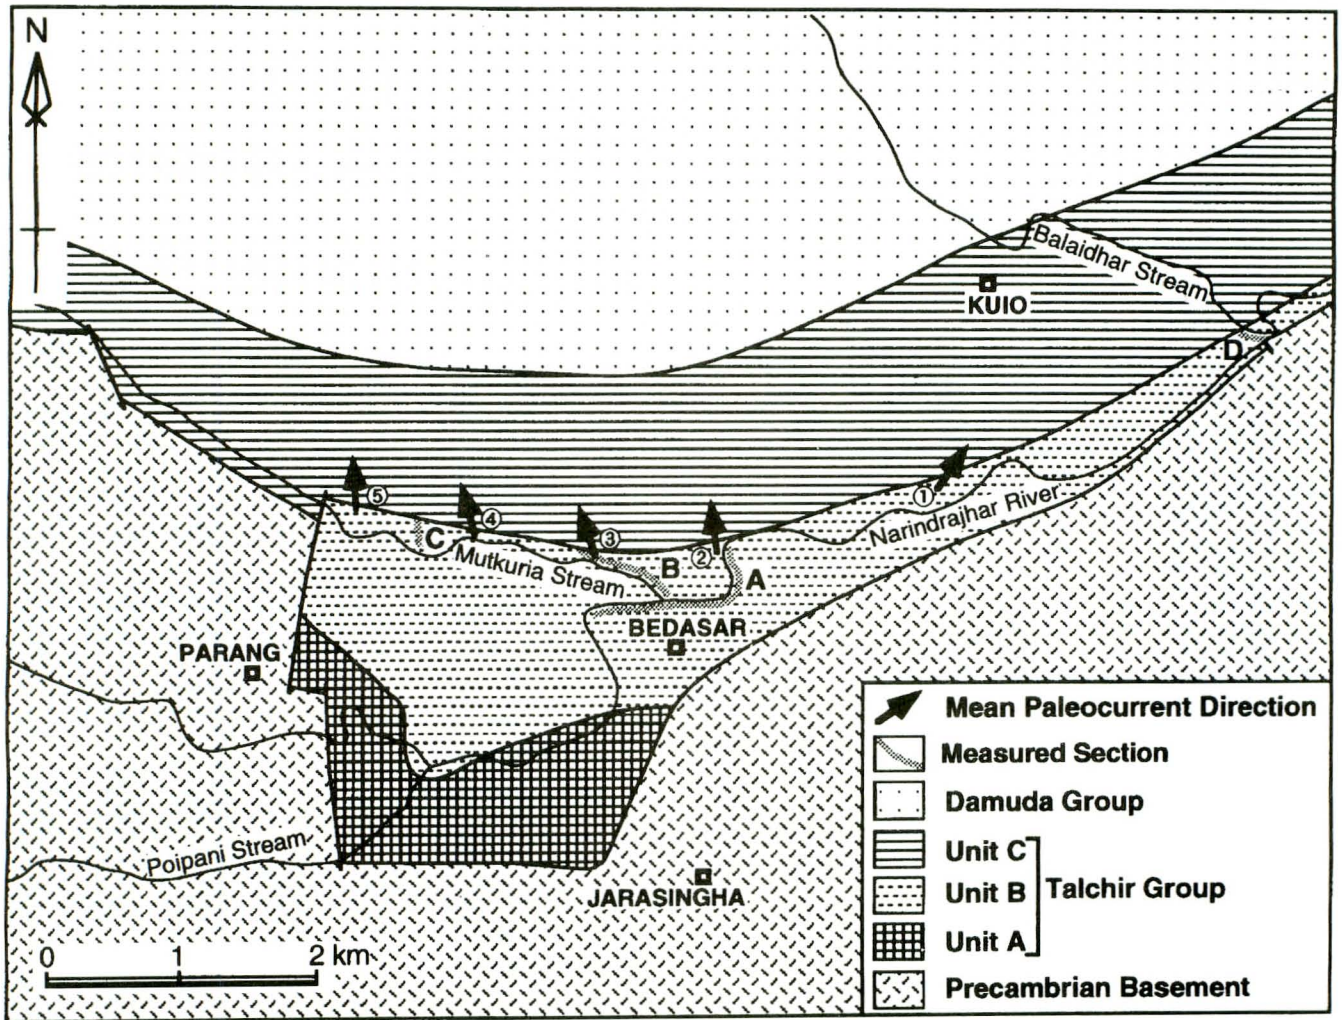 N
Balaidhar Stream
KUIO
D
⑤
④
③
②
①
C
B
A
Mutkuria Stream
Narindrajhar River
BEDASAR
PARANG
Poipani Stream
JARASINGHA
0 1 2 km
Mean Paleocurrent Direction
Measured Section
Damuda Group
Unit C
Unit B
Unit A
Talchir Group
Precambrian Basement